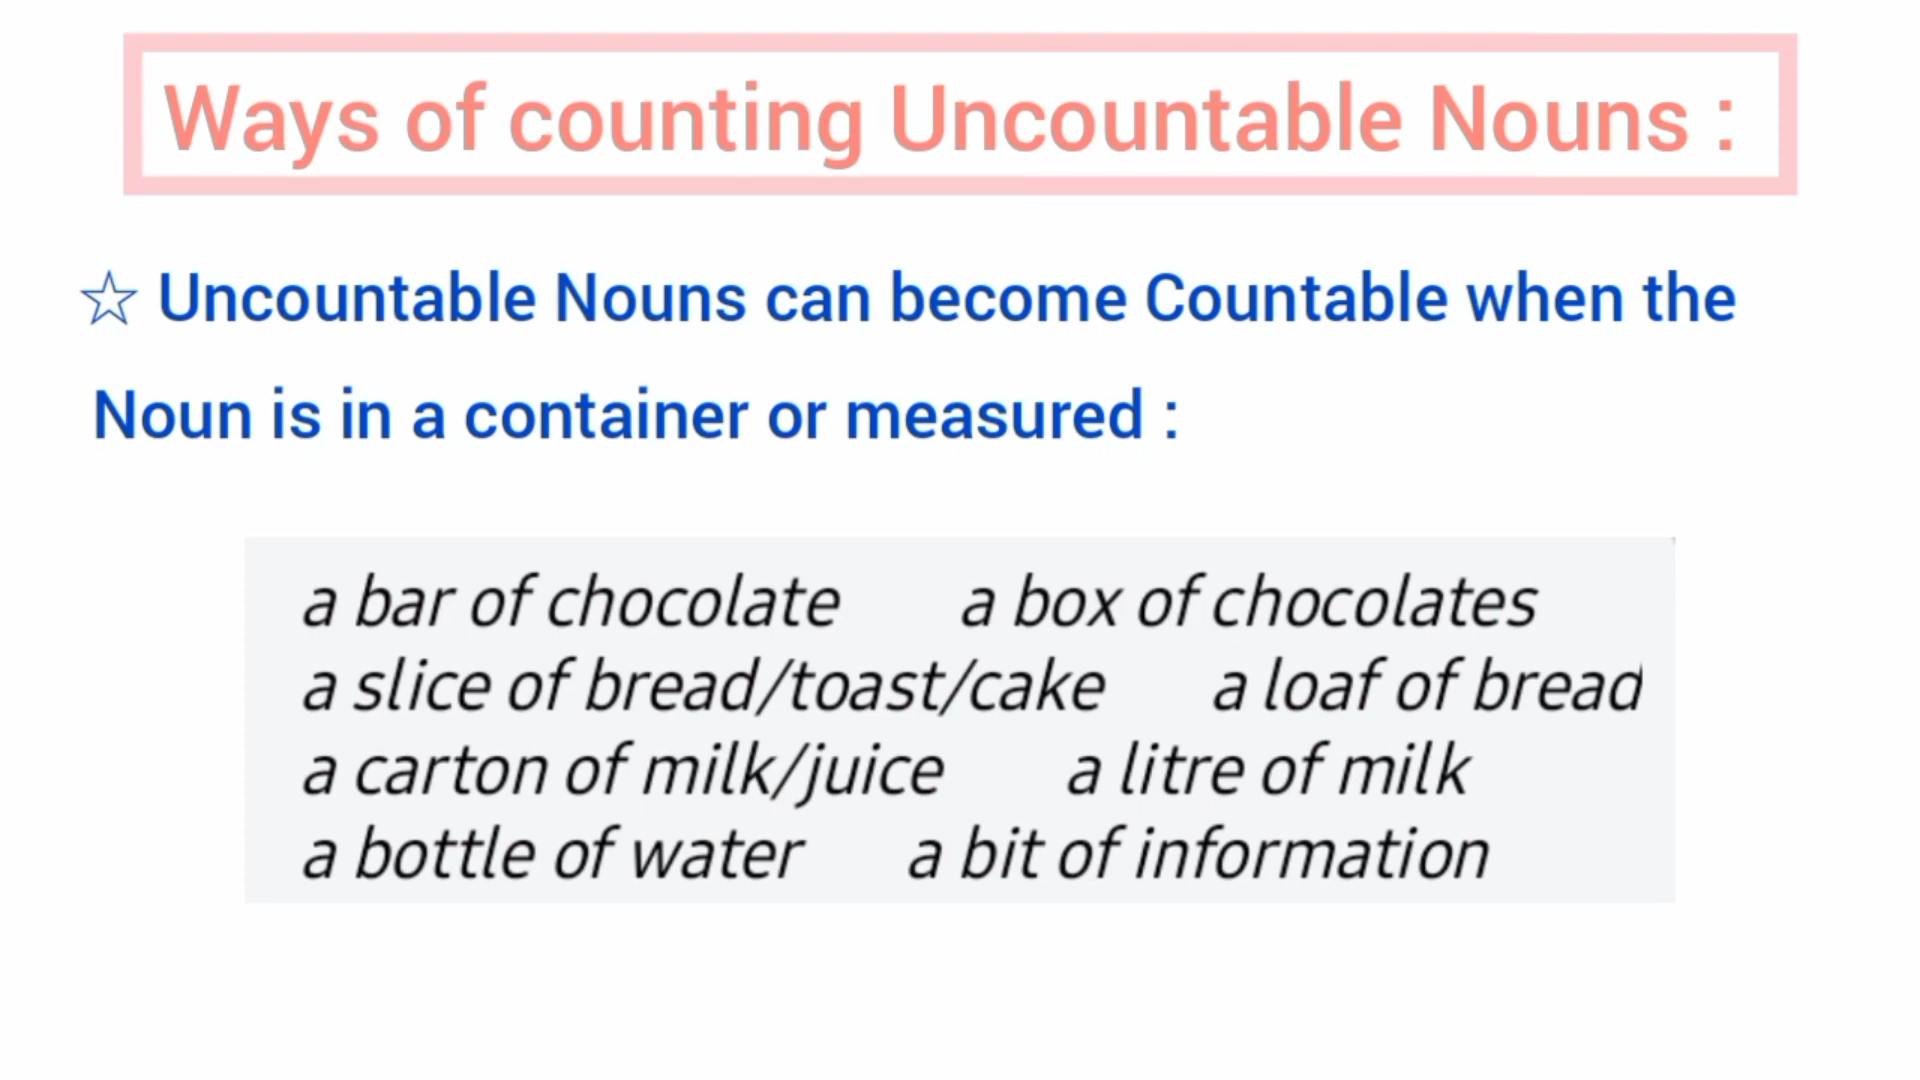 Ways of counting Uncountable Nouns :
☆ Uncountable Nouns can become Countable when the
Noun is in a container or measured :
a bar of chocolate a box of chocolates
a slice of bread/toast/cake a loaf of bread
a carton of milk/juice a litre of milk
a bottle of water a bit of information